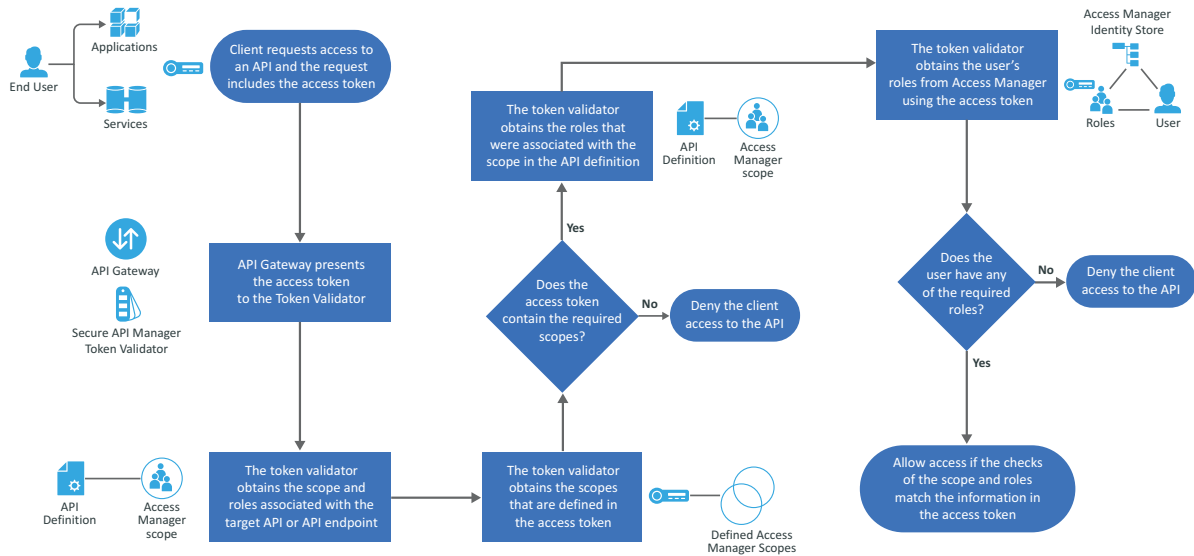 Applications
End User
Services
Client requests access to
an API and the request
includes the access token
API Gateway
Secure API Manager
Token Validator
API Gateway presents
the access token
to the Token Validator
API
Definition
Access
Manager
scope
The token validator
obtains the scope and
roles associated with the
target API or API endpoint
The token validator
obtains the scopes
that are defined in
the access token
Defined Access
Manager Scopes
Does the
access token
contain the required
scopes?
No
Deny the client
access to the API
Yes
The token validator
obtains the roles that
were associated with the
scope in the API definition
API
Definition
Access
Manager
scope
The token validator
obtains the user’s
roles from Access Manager
using the access token
Access Manager
Identity Store
Roles
User
Does the
user have any
of the required
roles?
No
Deny the client
access to the API
Yes
Allow access if the checks
of the scope and roles
match the information in
the access token